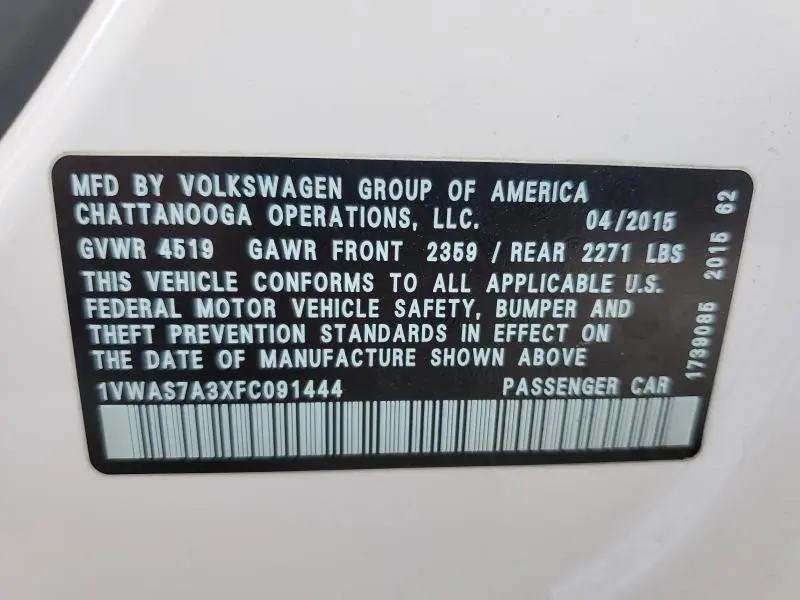 MFD BY VOLKSWAGEN GROUP OF AMERICA
CHATTANOOGA OPERATIONS, LLC. 04/2015
GVWR 4519 GAWR FRONT 2359 / REAR 2271 LBS
THIS VEHICLE CONFORMS TO ALL APPLICABLE U.S.
FEDERAL MOTOR VEHICLE SAFETY, BUMPER AND
THEFT PREVENTION STANDARDS IN EFFECT ON
THE DATE OF MANUFACTURE SHOWN ABOVE
1VWAS7A3XFC091444 PASSENGER CAR
1739085 2015 62